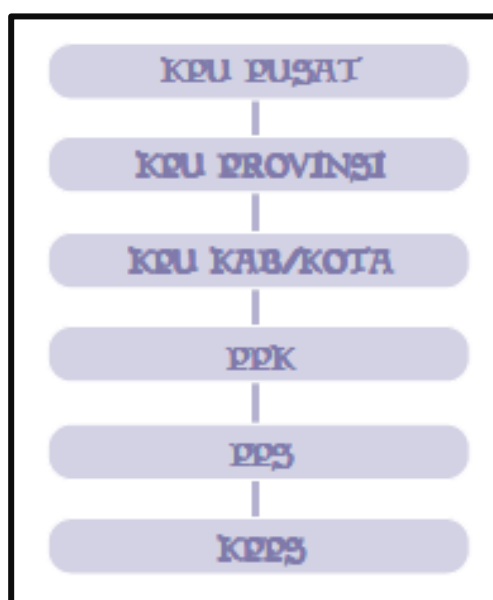 KPU PUSAT
KPU PROVINSI
KPU KAB/KOTA
PPK
PPS
KPPS